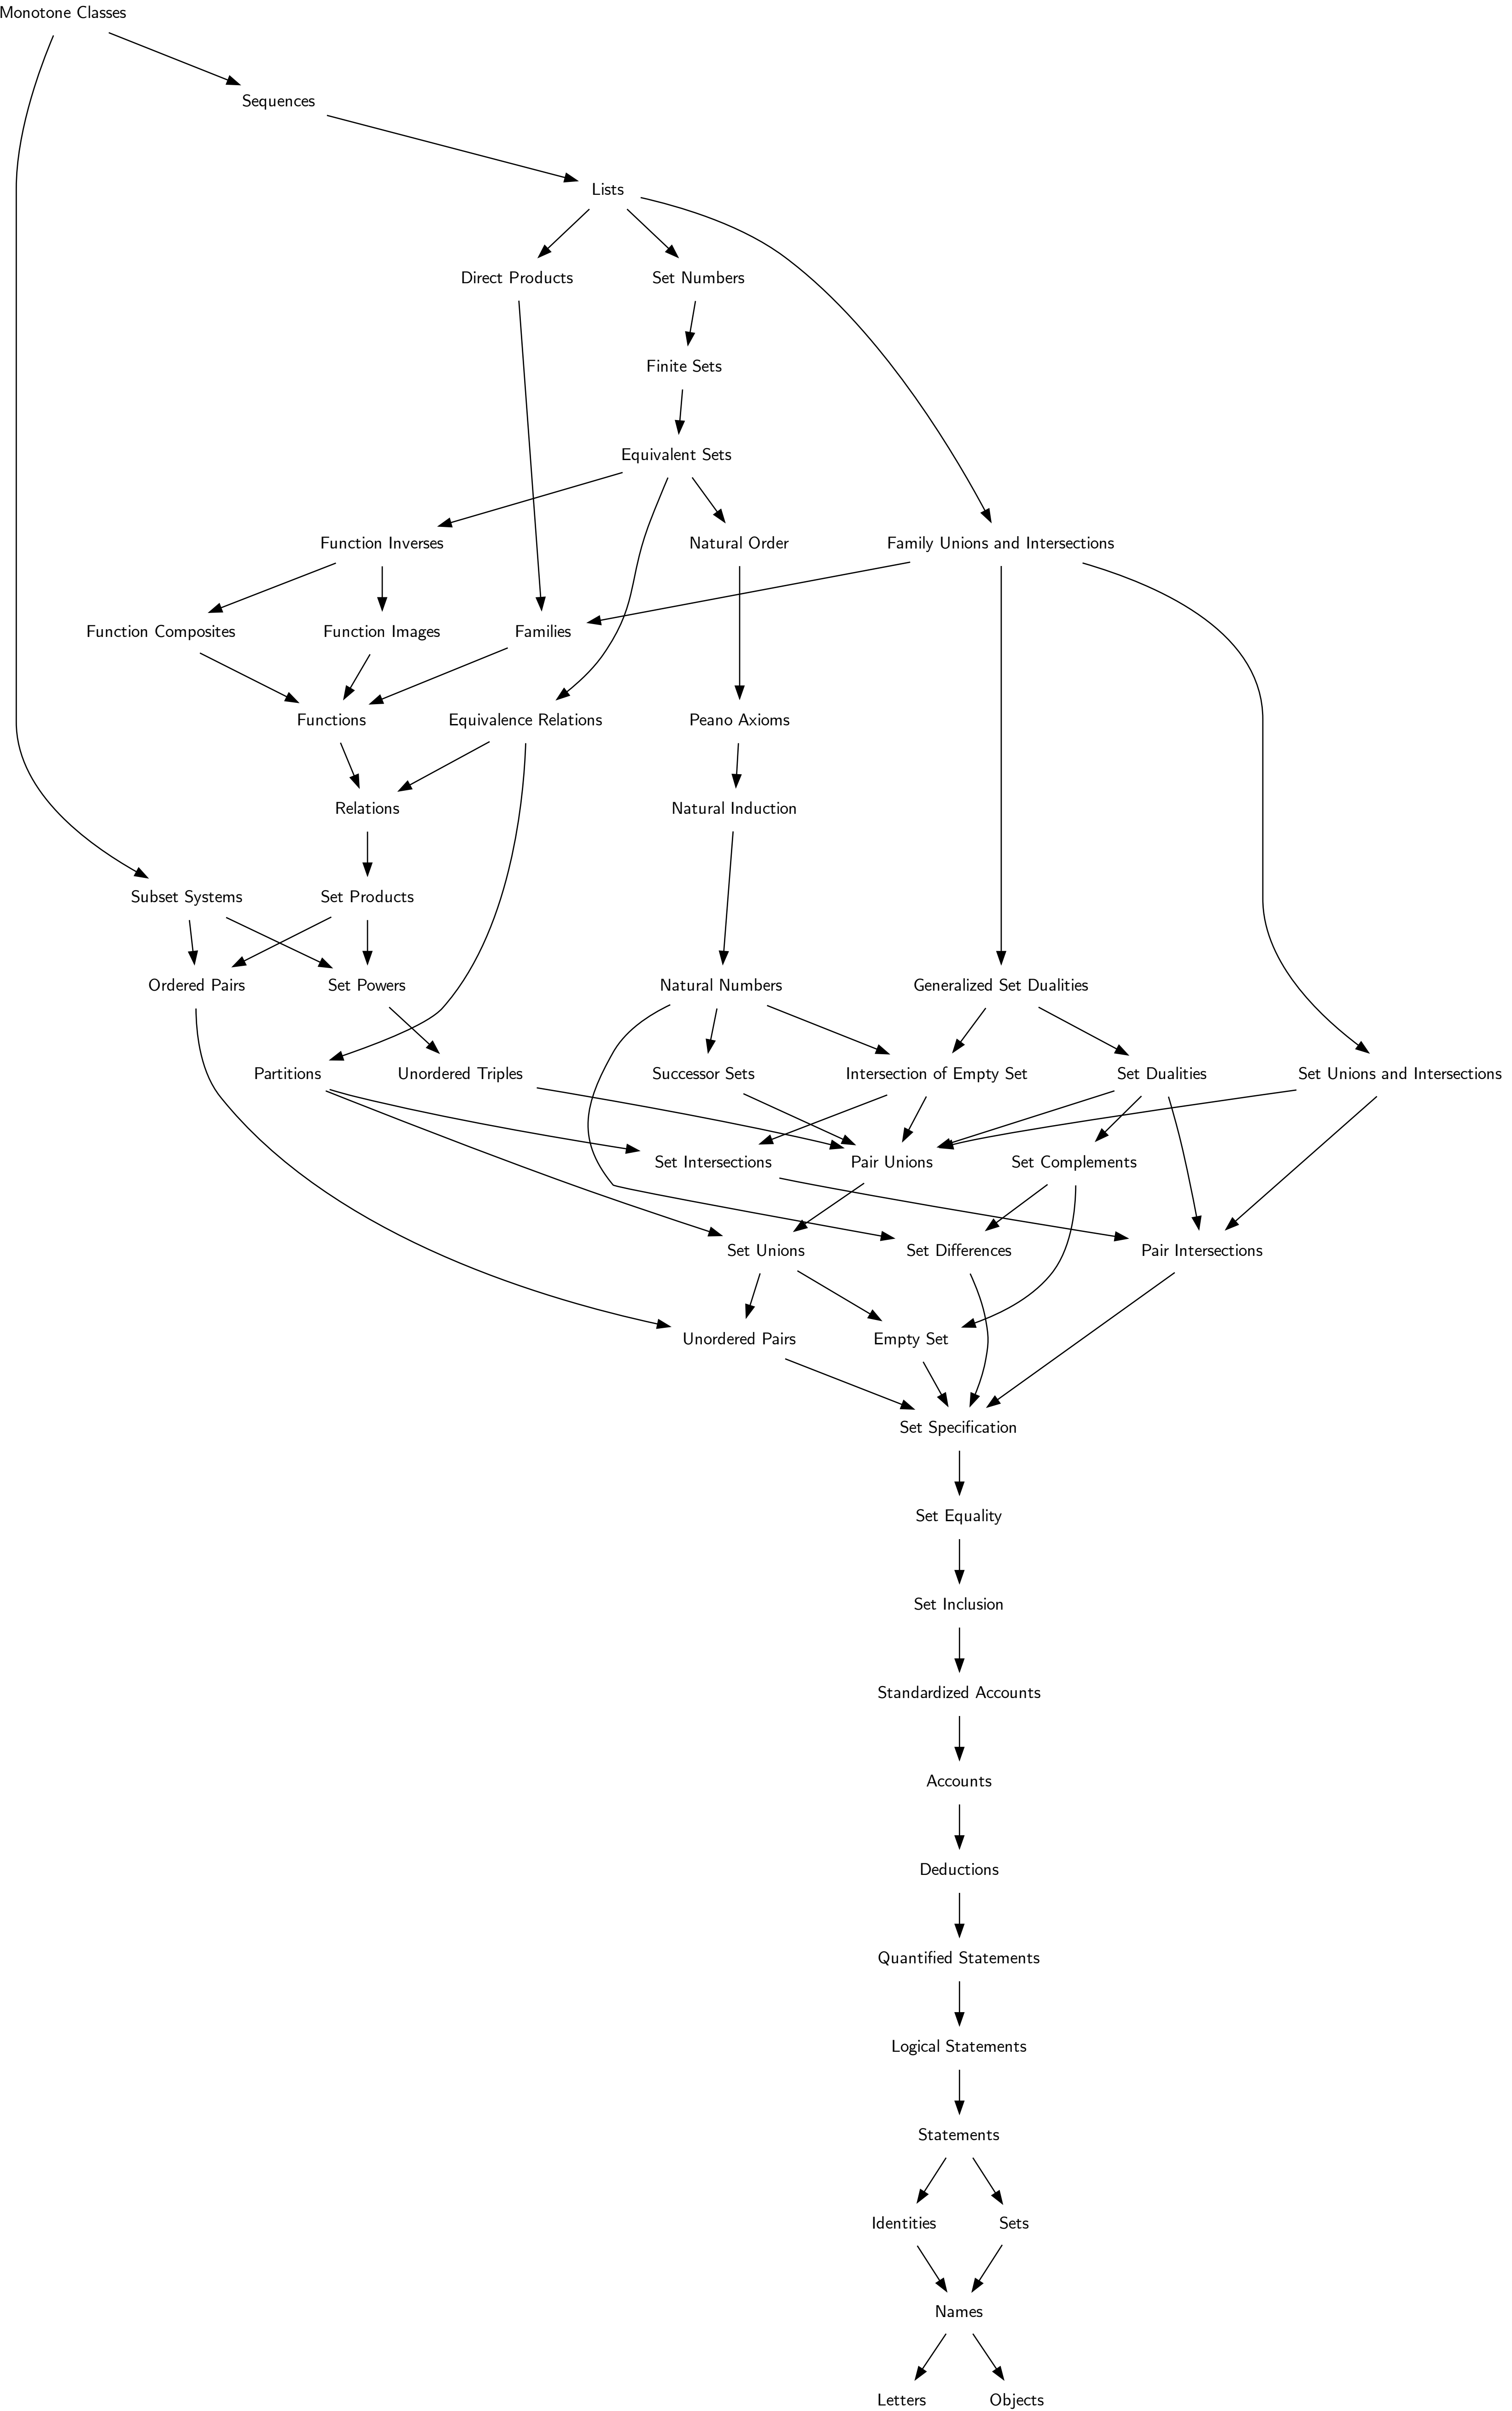 Monotone Classes
Sequences
Lists
Direct Products
Set Numbers
Finite Sets
Equivalent Sets
Function Inverses
Natural Order
Family Unions and Intersections
Function Composites
Function Images
Families
Functions
Equivalence Relations
Peano Axioms
Relations
Natural Induction
Subset Systems
Set Products
Ordered Pairs
Set Powers
Natural Numbers
Generalized Set Dualities
Partitions
Unordered Triples
Successor Sets
Intersection of Empty Set
Set Dualities
Set Unions and Intersections
Set Intersections
Pair Unions
Set Complements
Set Unions
Set Differences
Pair Intersections
Unordered Pairs
Empty Set
Set Specification
Set Equality
Set Inclusion
Standardized Accounts
Accounts
Deductions
Quantified Statements
Logical Statements
Statements
Identities
Sets
Names
Letters
Objects